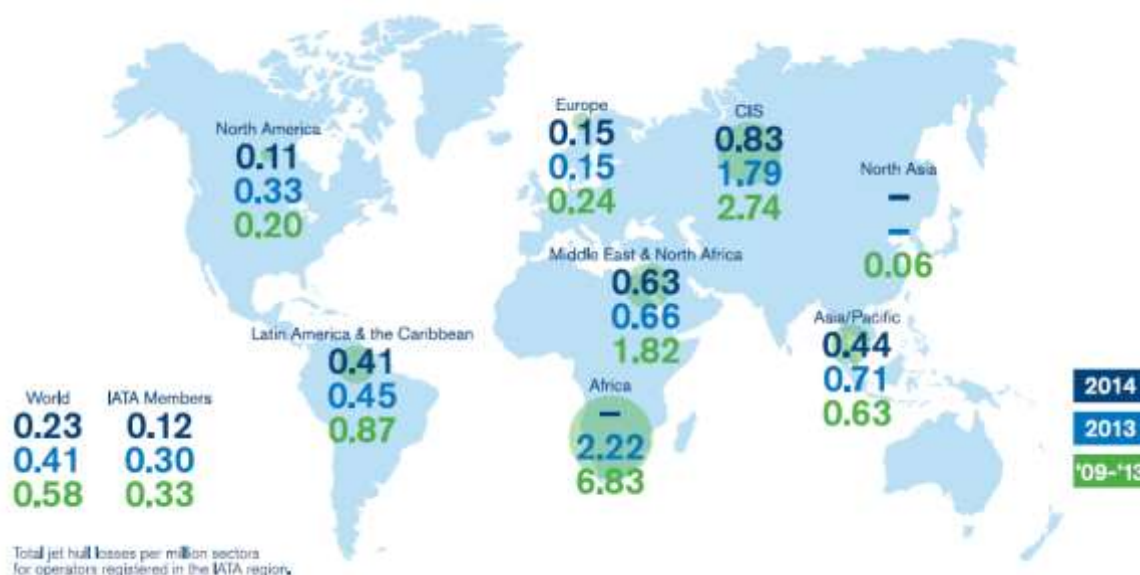 North America
0.11
0.33
0.20
Europe
0.15
0.15
0.24
CIS
0.83
1.79
2.74
North Asia
–
–
0.06
Middle East & North Africa
0.63
0.66
1.82
Asia/Pacific
0.44
0.71
0.63
Latin America & the Caribbean
0.41
0.45
0.87
Africa
–
2.22
6.83
World
0.23
0.41
0.58
IATA Members
0.12
0.30
0.33
2014
2013
'09-'13
Total jet hull losses per million sectors
for operators registered in the IATA region.